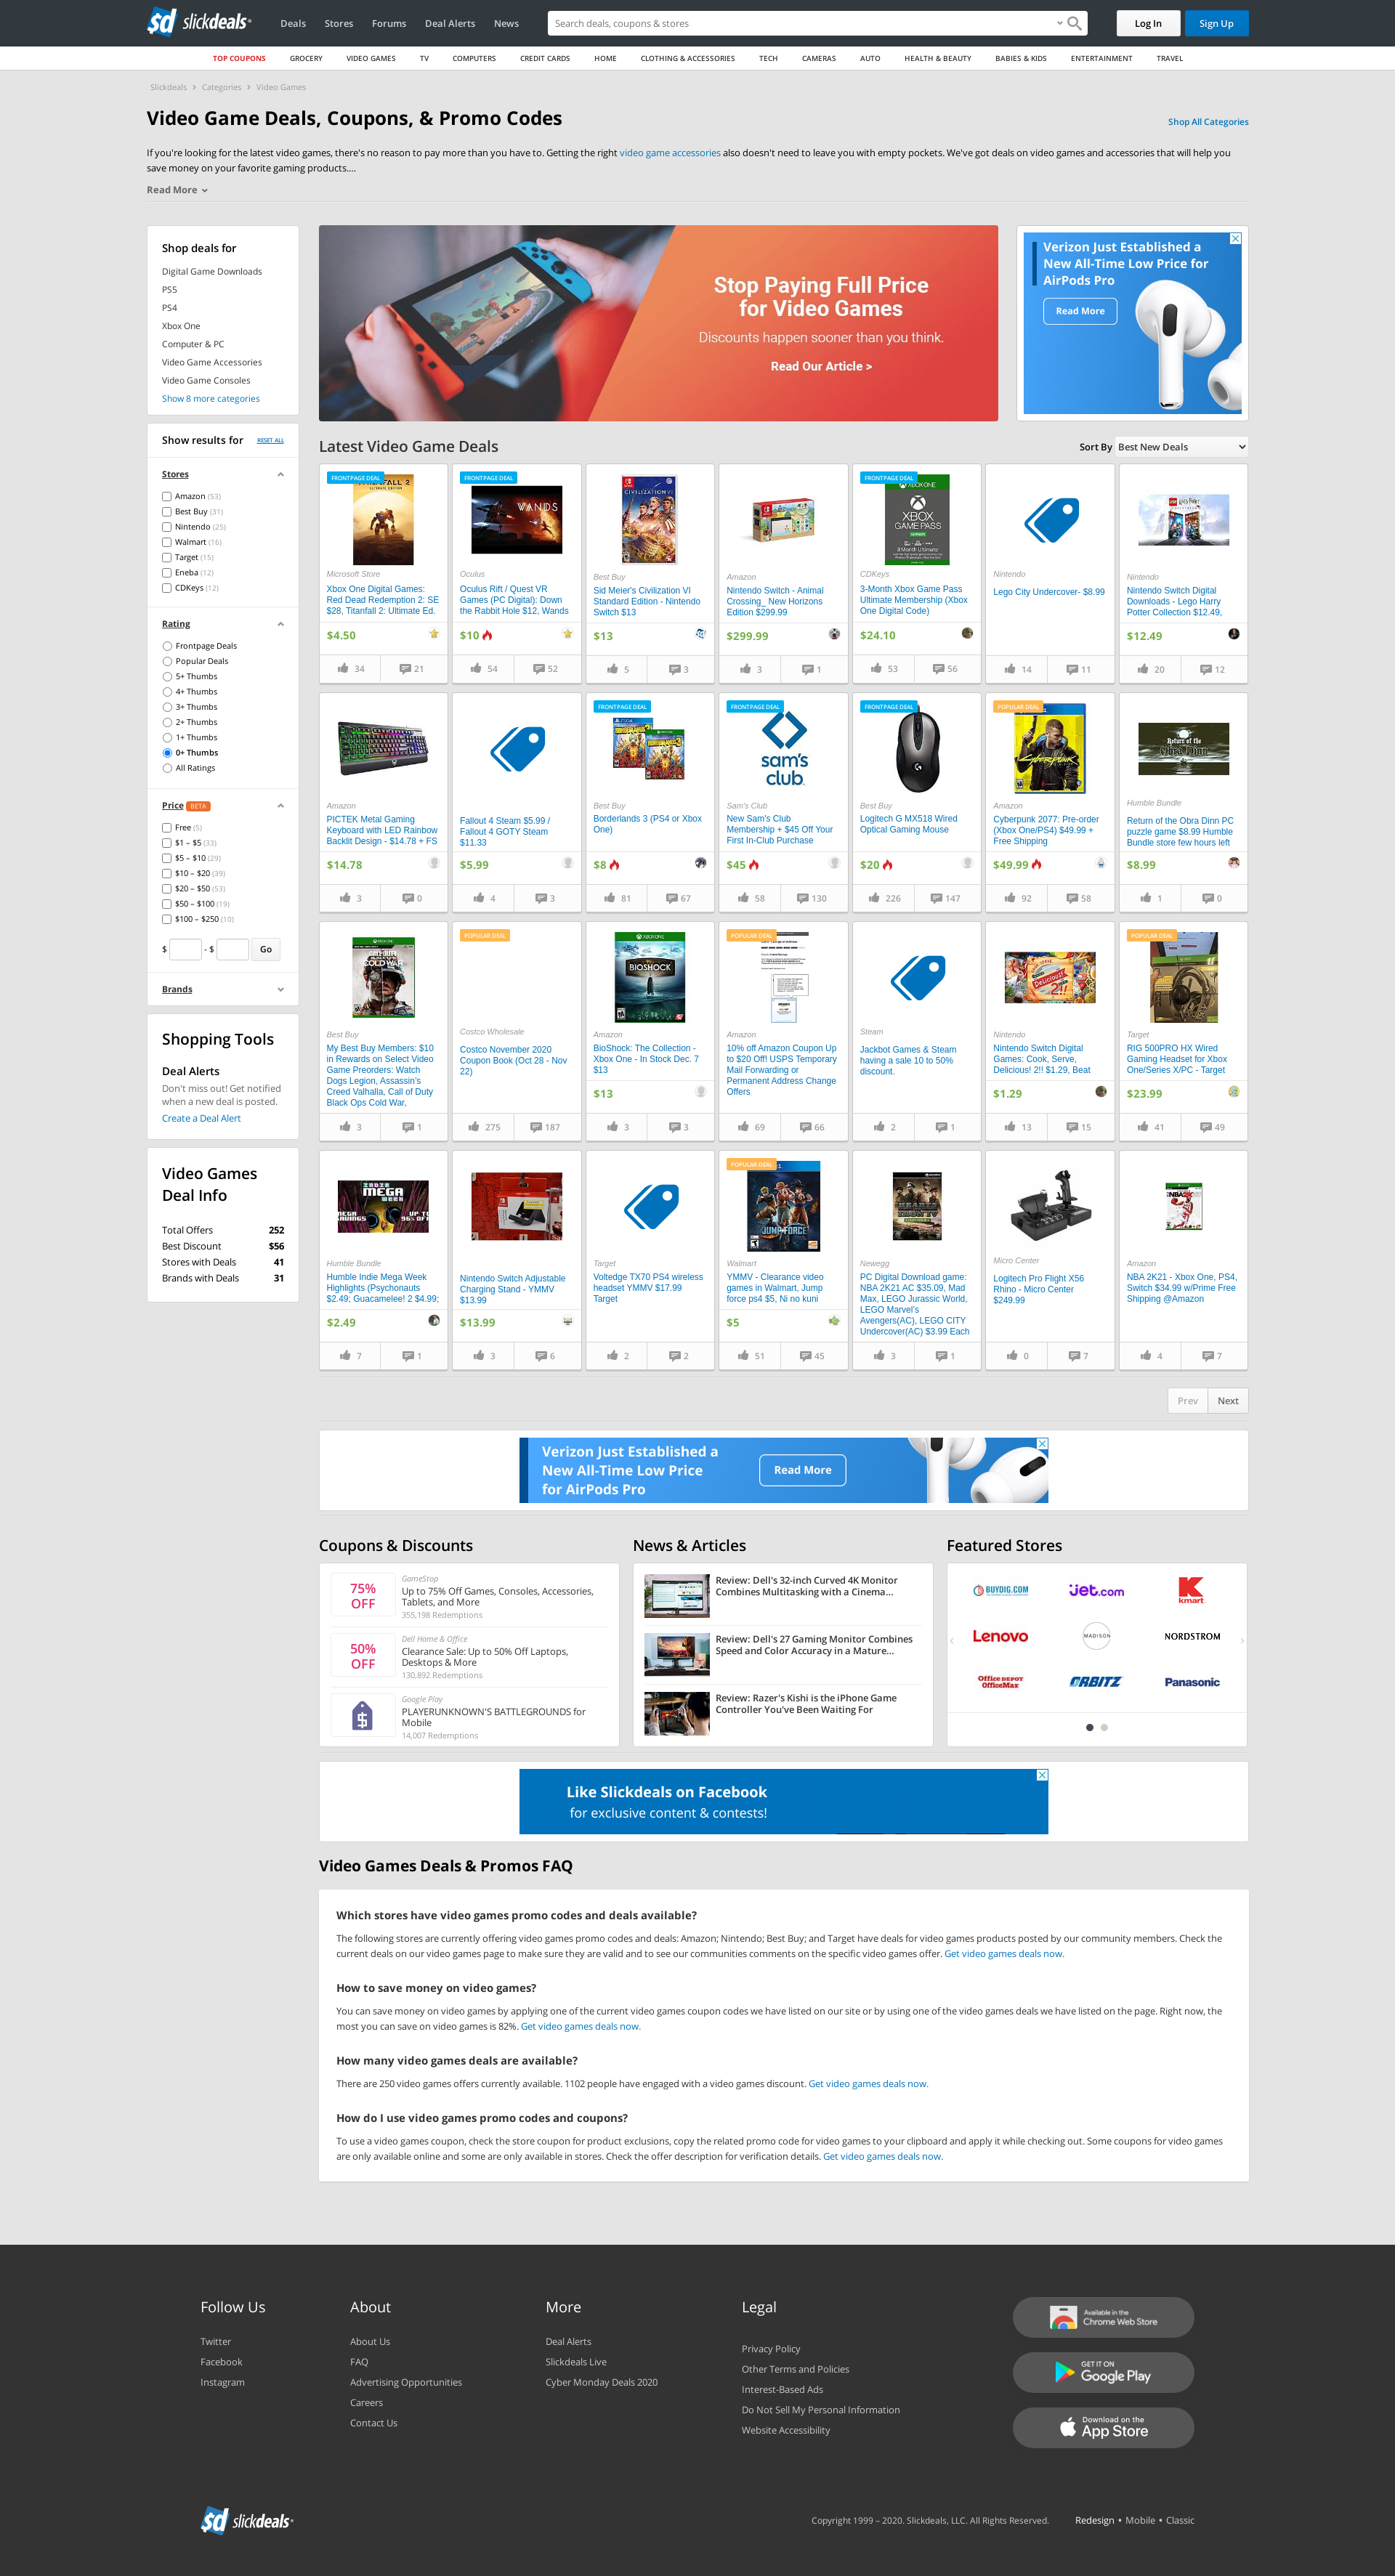 slickdeals
Deals Stores Forums Deal Alerts News
Search deals, coupons & stores
Log In Sign Up
TOP COUPONS GROCERY VIDEO GAMES TV COMPUTERS CREDIT CARDS HOME CLOTHING & ACCESSORIES TECH CAMERAS AUTO HEALTH & BEAUTY BABIES & KIDS ENTERTAINMENT TRAVEL
Slickdeals › Categories › Video Games
Video Game Deals, Coupons, & Promo Codes
Shop All Categories
If you're looking for the latest video games, there's no reason to pay more than you have to. Getting the right video game accessories also doesn't need to leave you with empty pockets. We've got deals on video games and accessories that will help you
save money on your favorite gaming products....
Read More
Shop deals for
Digital Game Downloads
PS5
PS4
Xbox One
Computer & PC
Video Game Accessories
Video Game Consoles
Show 8 more categories
Show results for RESET ALL
Stores
Amazon (53)
Best Buy (31)
Nintendo (25)
Walmart (16)
Target (15)
Eneba (12)
CDKeys (12)
Rating
Frontpage Deals
Popular Deals
5+ Thumbs
4+ Thumbs
3+ Thumbs
2+ Thumbs
1+ Thumbs
0+ Thumbs
All Ratings
Price BETA
Free (5)
$1 – $5 (33)
$5 – $10 (29)
$10 – $20 (39)
$20 – $50 (53)
$50 – $100 (19)
$100 – $250 (10)
$ - $ Go
Brands
Shopping Tools
Deal Alerts
Don't miss out! Get notified
when a new deal is posted.
Create a Deal Alert
Video Games
Deal Info
Total Offers 252
Best Discount $56
Stores with Deals 41
Brands with Deals 31
Stop Paying Full Price
for Video Games
Discounts happen sooner than you think.
Read Our Article >
Verizon Just Established a
New All-Time Low Price for
AirPods Pro
Read More
Latest Video Game Deals
Sort By Best New Deals
FRONTPAGE DEAL
Microsoft Store
Xbox One Digital Games:
Red Dead Redemption 2: SE
$28, Titanfall 2: Ultimate Ed.
$4.50
34 21
FRONTPAGE DEAL
WANDS
Oculus
Oculus Rift / Quest VR
Games (PC Digital): Down
the Rabbit Hole $12, Wands
$10
54 52
CIVILIZATION VI
Best Buy
Sid Meier's Civilization VI
Standard Edition - Nintendo
Switch $13
$13
5 3
Amazon
Nintendo Switch - Animal
Crossing_ New Horizons
Edition $299.99
$299.99
3 1
FRONTPAGE DEAL
XBOX ONE
XBOX
GAME PASS
CDKeys
3-Month Xbox Game Pass
Ultimate Membership (Xbox
One Digital Code)
$24.10
53 56
Nintendo
Lego City Undercover- $8.99
14 11
Nintendo
Nintendo Switch Digital
Downloads - Lego Harry
Potter Collection $12.49,
$12.49
20 12
Amazon
PICTEK Metal Gaming
Keyboard with LED Rainbow
Backlit Design - $14.78 + FS
$14.78
3 0
Fallout 4 Steam $5.99 /
Fallout 4 GOTY Steam
$11.33
$5.99
4 3
FRONTPAGE DEAL
Best Buy
Borderlands 3 (PS4 or Xbox
One)
$8
81 67
FRONTPAGE DEAL
sam's
club
Sam's Club
New Sam's Club
Membership + $45 Off Your
First In-Club Purchase
$45
58 130
FRONTPAGE DEAL
Best Buy
Logitech G MX518 Wired
Optical Gaming Mouse
$20
226 147
POPULAR DEAL
Amazon
Cyberpunk 2077: Pre-order
(Xbox One/PS4) $49.99 +
Free Shipping
$49.99
92 58
Return of the
Obra Dinn
Humble Bundle
Return of the Obra Dinn PC
puzzle game $8.99 Humble
Bundle store few hours left
$8.99
1 0
COLD WAR
Best Buy
My Best Buy Members: $10
in Rewards on Select Video
Game Preorders: Watch
Dogs Legion, Assassin's
Creed Valhalla, Call of Duty
Black Ops Cold War,
3 1
POPULAR DEAL
Costco Wholesale
Costco November 2020
Coupon Book (Oct 28 - Nov
22)
275 187
BIOSHOCK
Amazon
BioShock: The Collection -
Xbox One - In Stock Dec. 7
$13
$13
3 3
POPULAR DEAL
Amazon
10% off Amazon Coupon Up
to $20 Off! USPS Temporary
Mail Forwarding or
Permanent Address Change
Offers
69 66
Steam
Jackbot Games & Steam
having a sale 10 to 50%
discount.
2 1
Nintendo
Nintendo Switch Digital
Games: Cook, Serve,
Delicious! 2!! $1.29, Beat
$1.29
13 15
POPULAR DEAL
Target
RIG 500PRO HX Wired
Gaming Headset for Xbox
One/Series X/PC - Target
$23.99
41 49
INDIE
MEGA
WEEK
Humble Bundle
Humble Indie Mega Week
Highlights (Psychonauts
$2.49; Guacamelee! 2 $4.99;
$2.49
7 1
Nintendo Switch Adjustable
Charging Stand - YMMV
$13.99
$13.99
3 6
Target
Voltedge TX70 PS4 wireless
headset YMMV $17.99
Target
2 2
POPULAR DEAL
JUMP FORCE
Walmart
YMMV - Clearance video
games in Walmart, Jump
force ps4 $5, Ni no kuni
$5
51 45
Newegg
PC Digital Download game:
NBA 2K21 AC $35.09, Mad
Max, LEGO Jurassic World,
LEGO Marvel's
Avengers(AC), LEGO CITY
Undercover(AC) $3.99 Each
3 1
Micro Center
Logitech Pro Flight X56
Rhino - Micro Center
$249.99
0 7
NBA2K
Amazon
NBA 2K21 - Xbox One, PS4,
Switch $34.99 w/Prime Free
Shipping @Amazon
4 7
Prev Next
Verizon Just Established a
New All-Time Low Price
for AirPods Pro
Read More
Coupons & Discounts
75%
OFF
GameStop
Up to 75% Off Games, Consoles, Accessories,
Tablets, and More
355,198 Redemptions
50%
OFF
Dell Home & Office
Clearance Sale: Up to 50% Off Laptops,
Desktops & More
130,892 Redemptions
Google Play
PLAYERUNKNOWN'S BATTLEGROUNDS for
Mobile
14,007 Redemptions
News & Articles
Review: Dell's 32-inch Curved 4K Monitor
Combines Multitasking with a Cinema...
Review: Dell's 27 Gaming Monitor Combines
Speed and Color Accuracy in a Mature...
Review: Razer's Kishi is the iPhone Game
Controller You've Been Waiting For
Featured Stores
BUYDIG.COM jet.com kmart
Lenovo MADISON NORDSTROM
Office DEPOT
OfficeMax
ORBITZ Panasonic
Like Slickdeals on Facebook
for exclusive content & contests!
Video Games Deals & Promos FAQ
Which stores have video games promo codes and deals available?
The following stores are currently offering video games promo codes and deals: Amazon; Nintendo; Best Buy; and Target have deals for video games products posted by our community members. Check the
current deals on our video games page to make sure they are valid and to see our communities comments on the specific video games offer. Get video games deals now.
How to save money on video games?
You can save money on video games by applying one of the current video games coupon codes we have listed on our site or by using one of the video games deals we have listed on the page. Right now, the
most you can save on video games is 82%. Get video games deals now.
How many video games deals are available?
There are 250 video games offers currently available. 1102 people have engaged with a video games discount. Get video games deals now.
How do I use video games promo codes and coupons?
To use a video games coupon, check the store coupon for product exclusions, copy the related promo code for video games to your clipboard and apply it while checking out. Some coupons for video games
are only available online and some are only available in stores. Check the offer description for verification details. Get video games deals now.
Follow Us
Twitter
Facebook
Instagram
About
About Us
FAQ
Advertising Opportunities
Careers
Contact Us
More
Deal Alerts
Slickdeals Live
Cyber Monday Deals 2020
Legal
Privacy Policy
Other Terms and Policies
Interest-Based Ads
Do Not Sell My Personal Information
Website Accessibility
Available in the
Chrome Web Store
GET IT ON
Google Play
Download on the
App Store
slickdeals
Copyright 1999 – 2020. Slickdeals, LLC. All Rights Reserved.
Redesign • Mobile • Classic